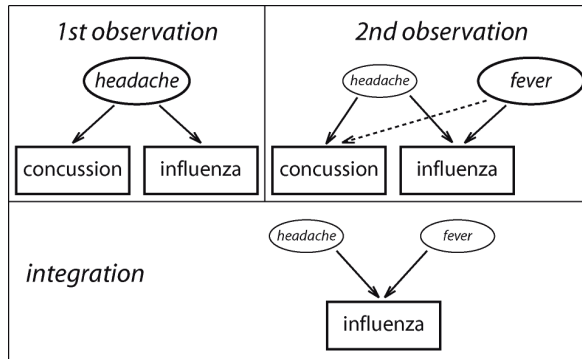 1st observation
headache
concussion
influenza
2nd observation
headache
fever
concussion
influenza
integration
headache
fever
influenza